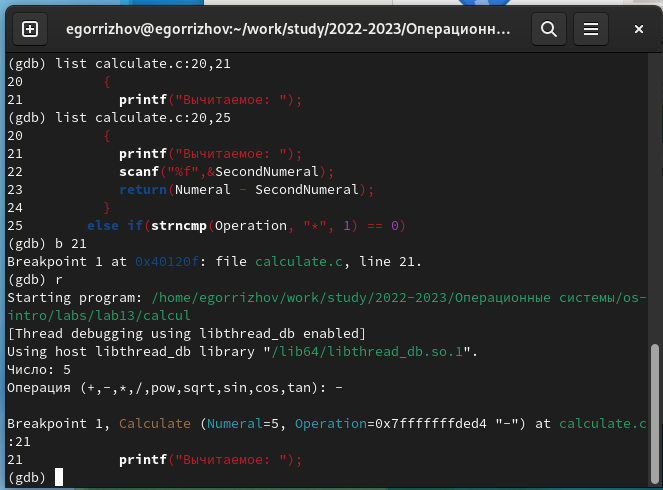 egorrizhov@egorrizhov:~/work/study/2022-2023/Операционн...
(gdb) list calculate.c:20,21
20          {
21            printf("Вычитаемое: ");
(gdb) list calculate.c:20,25
20          {
21            printf("Вычитаемое: ");
22            scanf("%f",&SecondNumeral);
23            return(Numeral - SecondNumeral);
24          }
25        else if(strncmp(Operation, "*", 1) == 0)
(gdb) b 21
Breakpoint 1 at 0x40120f: file calculate.c, line 21.
(gdb) r
Starting program: /home/egorrizhov/work/study/2022-2023/Операционные системы/os-
intro/labs/lab13/calcul
[Thread debugging using libthread_db enabled]
Using host libthread_db library "/lib64/libthread_db.so.1".
Число: 5
Операция (+,-,*,/,pow,sqrt,sin,cos,tan): -
Breakpoint 1, Calculate (Numeral=5, Operation=0x7fffffffded4 "-") at calculate.c
:21
21            printf("Вычитаемое: ");
(gdb)